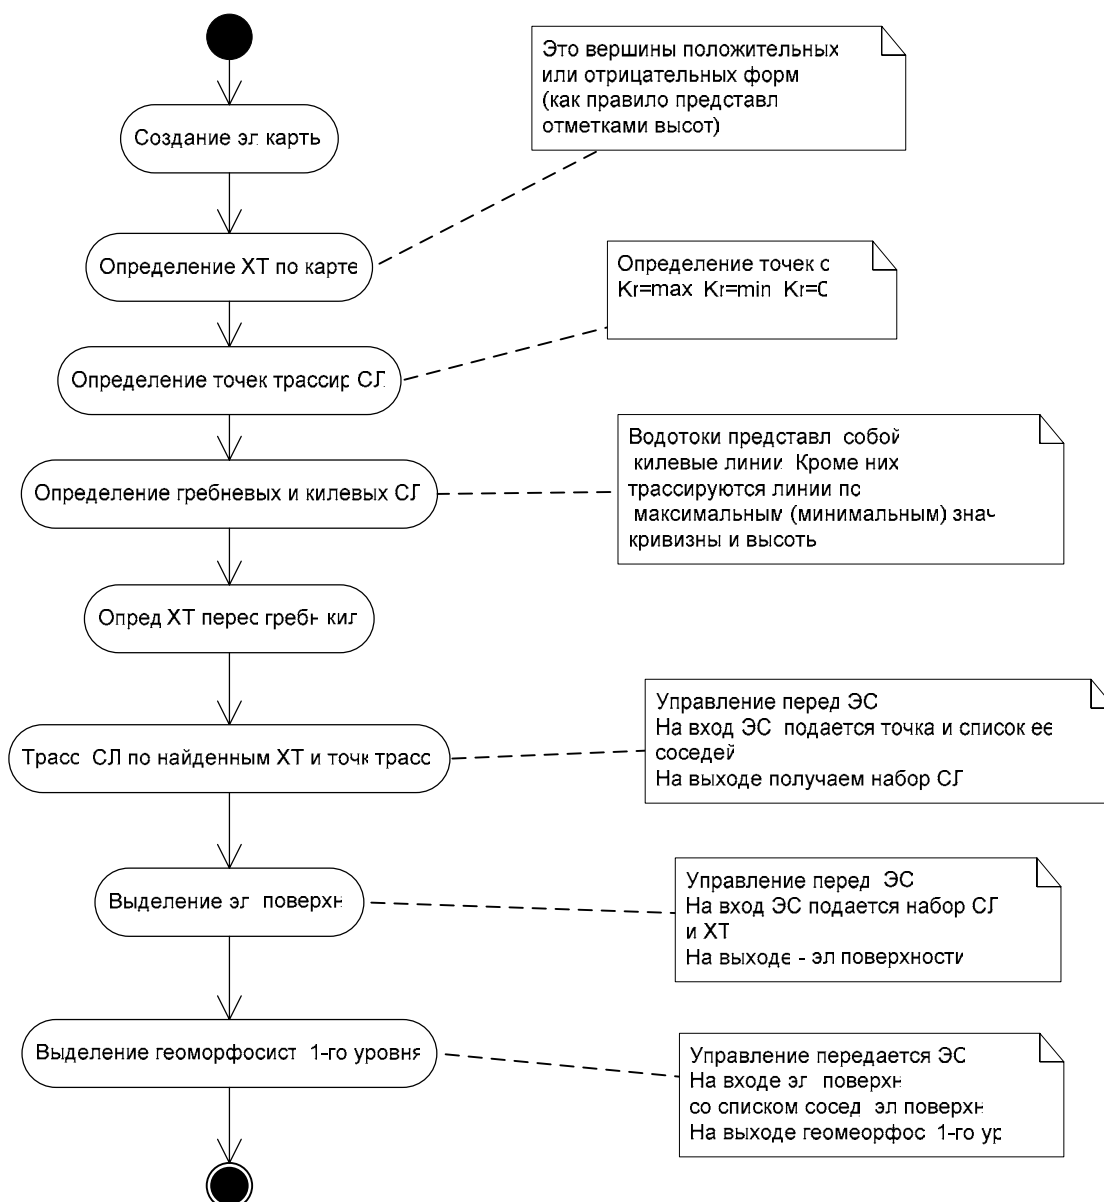 Создание эл карты
Определение ХТ по карте
Определение точек трассир СЛ
Определение гребневых и килевых СЛ
Опред ХТ перес гребн кил
Трасс СЛ по найденным ХТ и точк трасс
Выделение эл поверхн
Выделение геоморфосист 1-го уровня
Это вершины положительных
или отрицательных форм
(как правило представл
отметками высот)
Определение точек с
Kr=max Kr=min Kr=0
Водотоки представл собой
килевые линии Кроме них
трассируются линии по
максимальным (минимальным) знач
кривизны и высоты
Управление перед ЭС
На вход ЭС подается точка и список ее
соседей
На выходе получаем набор СЛ
Управление перед ЭС
На вход ЭС подается набор СЛ
и ХТ
На выходе - эл поверхности
Управление передается ЭС
На входе эл поверхн
со списком сосед эл поверхн
На выходе геомеорфос 1-го ур